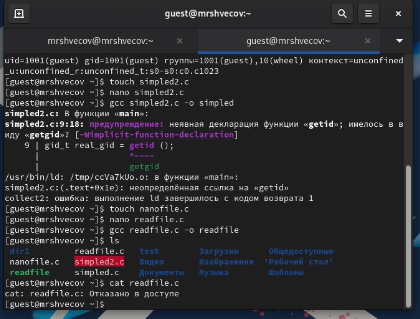 guest@mrshvecov:~
mrshvecov@mrshvecov:~ × guest@mrshvecov:~ ×
uid=1001(guest) gid=1001(guest) группы=1001(guest),10(wheel) контекст=unconfined
_u:unconfined_r:unconfined_t:s0-s0:c0.c1023
[guest@mrshvecov ~]$ touch simpled2.c
[guest@mrshvecov ~]$ nano simpled2.c
[guest@mrshvecov ~]$ gcc simpled2.c -o simpled
simpled2.c: В функции «main»:
simpled2.c:9:18: предупреждение: неявная декларация функции «getid»; имелось в в
иду «getgid»? [-Wimplicit-function-declaration]
9 | gid_t real_gid = getid ();
| ^~~~~
| getgid
/usr/bin/ld: /tmp/ccVa7kUo.o: в функции «main»:
simpled2.c:(.text+0x1e): неопределённая ссылка на «getid»
collect2: ошибка: выполнение ld завершилось с кодом возврата 1
[guest@mrshvecov ~]$ touch nanofile.c
[guest@mrshvecov ~]$ nano readfile.c
[guest@mrshvecov ~]$ gcc readfile.c -o readfile
[guest@mrshvecov ~]$ ls
dir1 readfile.c test Загрузки Общедоступные
nanofile.c simpled2.c Видео Изображения 'Рабочий стол'
readfile simpled.c Документы Музыка Шаблоны
[guest@mrshvecov ~]$ cat readfile.c
cat: readfile.c: Отказано в доступе
[guest@mrshvecov ~]$